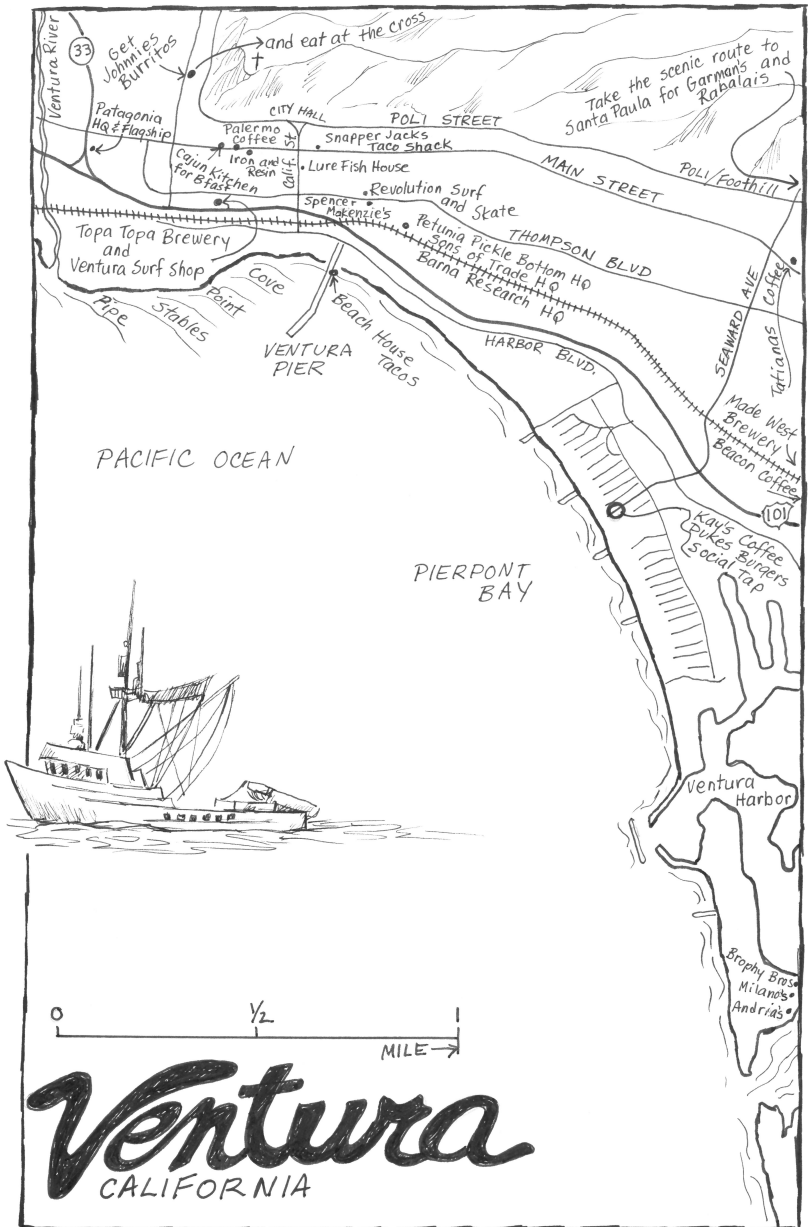 Ventura River
33
Get
Johnnies
Burritos
and eat at the cross
Take the scenic route to
Santa Paula for Garman's and
Rabalais
Patagonia
HQ & Flagship
CITY HALL
POLI STREET
Palermo
Coffee
Iron and
Resin
Calif. St
Snapper Jacks
Taco Shack
Lure Fish House
MAIN STREET
Poli/Foothill
Cajun Kitchen
for Bfast
Spencer
Makenzie's
Revolution Surf
and Skate
THOMPSON BLVD
Topa Topa Brewery
and
Ventura Surf Shop
Petunia Pickle Bottom HQ
Sons of Trade HQ
Barna Research HQ
Pipe
Stables
Point
Cove
VENTURA
PIER
Beach House
Tacos
HARBOR BLVD.
SEAWARD AVE
Tatianas Coffee
Made West
Brewery
Beacon Coffee
101
Kay's Coffee
Dukes Burgers
Social Tap
PACIFIC OCEAN
PIERPONT
BAY
Ventura
Harbor
Brophy Bros.
Milano's
Andria's
0 1/2 1
MILE
Ventura
CALIFORNIA